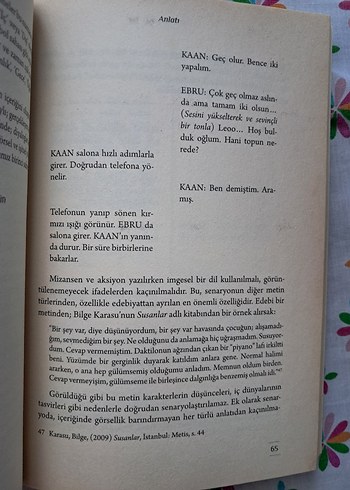 Anlatı
KAAN: Geç olur. Bence iki
yapalım.
EBRU: Çok geç olmaz aslın-
da ama tamam iki olsun...
(Sesini yükselterek ve sevinçli
bir tonla) Leoo... Hoş bul-
duk oğlum. Hani topun ne-
rede?
KAAN salona hızlı adımlarla
girer. Doğrudan telefona yö-
nelir.
KAAN: Ben demiştim. Ara-
mış.
Telefonun yanıp sönen kır-
mızı ışığı görünür. EBRU da
salona girer. KAAN'ın yanın-
da durur. Bir süre birbirlerine
bakarlar.
Mizansen ve aksiyon yazılırken imgesel bir dil kullanılmalı, görün-
tülenemeyecek ifadelerden kaçınılmalıdır. Bu, senaryonun diğer metin
türlerinden, özellikle edebiyattan ayrılan en önemli özelliğidir. Edebi bir
metinden; Bilge Karasu'nun Susanlar adlı kitabından bir örnek alırsak:
"Bir şey var, diye düşünüyordum, bir şey var havasında çocuğun; alışamadı-
ğım, sevmediğim bir şey. Ne olduğunu da anlamağa hiç uğraşmadım. Susuyor-
dum. Cevap vermemiştim. Daktilonun ağzından çıkan bir "piyano" lafı irkiltti
beni. Yüzümde bir gerginlik duyarak katıldım anlara gene. Normal halimi
ararken, o ana hep gülümsemiş olduğumu anladım. Memnun oldum birden.
Cevap vermeyişim, gülümseme ile birleşince dalgınlığa benzemiş olmalı idi."47
Görüldüğü gibi bu metin karakterlerin düşünceleri, iç dünyalarının
tasvirleri gibi nedenlerle doğrudan senaryolaştırılamaz. Ek olarak senar-
yoda, içeriğinde görsellik barındırmayan her türlü anlatıdan kaçınılma-
47 Karasu, Bilge, (2009) Susanlar, İstanbul: Metis, s. 44
65